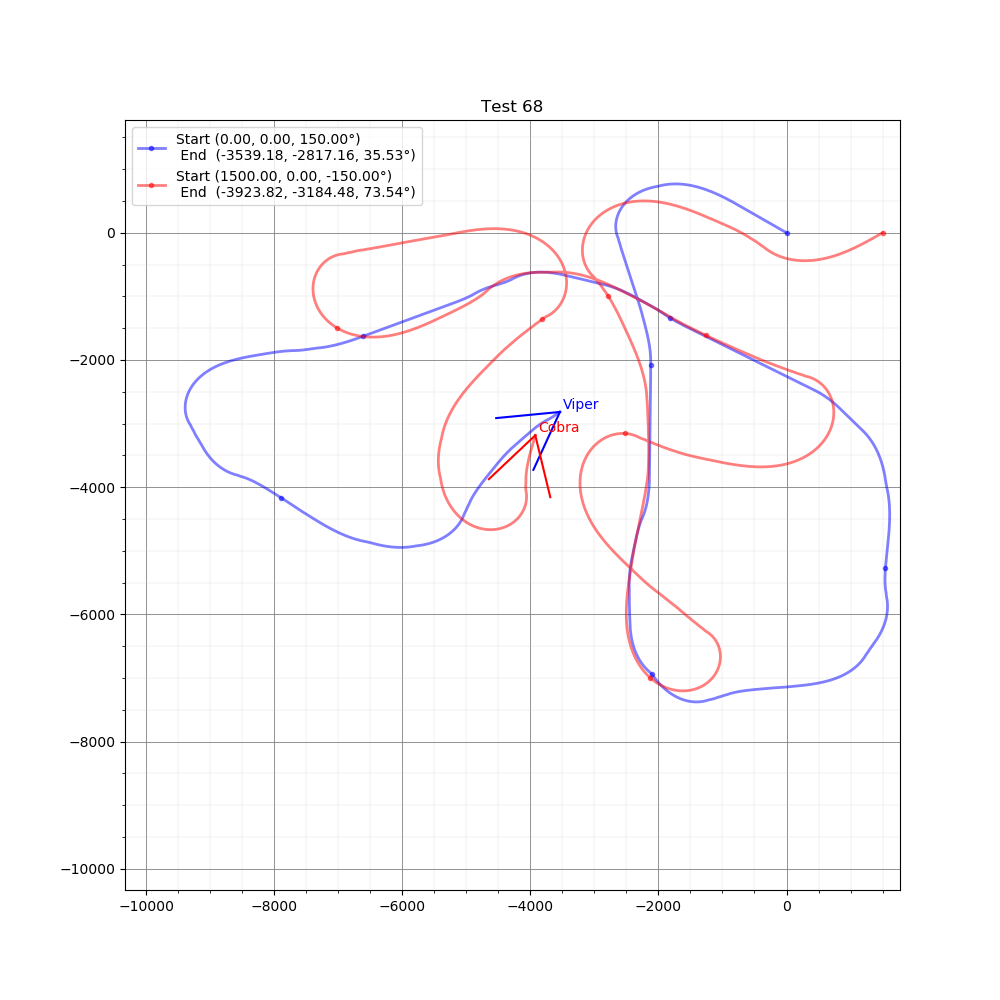 Test 68
Start (0.00, 0.00, 150.00°)
End  (-3539.18, -2817.16, 35.53°)
Start (1500.00, 0.00, -150.00°)
End  (-3923.82, -3184.48, 73.54°)
0
−2000
Viper
Cobra
−4000
−6000
−8000
−10000
−10000
−8000
−6000
−4000
−2000
0